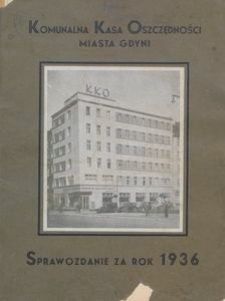 KOMUNALNA KASA OSZCZĘDNOŚCI
MIASTA GDYNI
KKO
SPRAWOZDANIE ZA ROK 1936